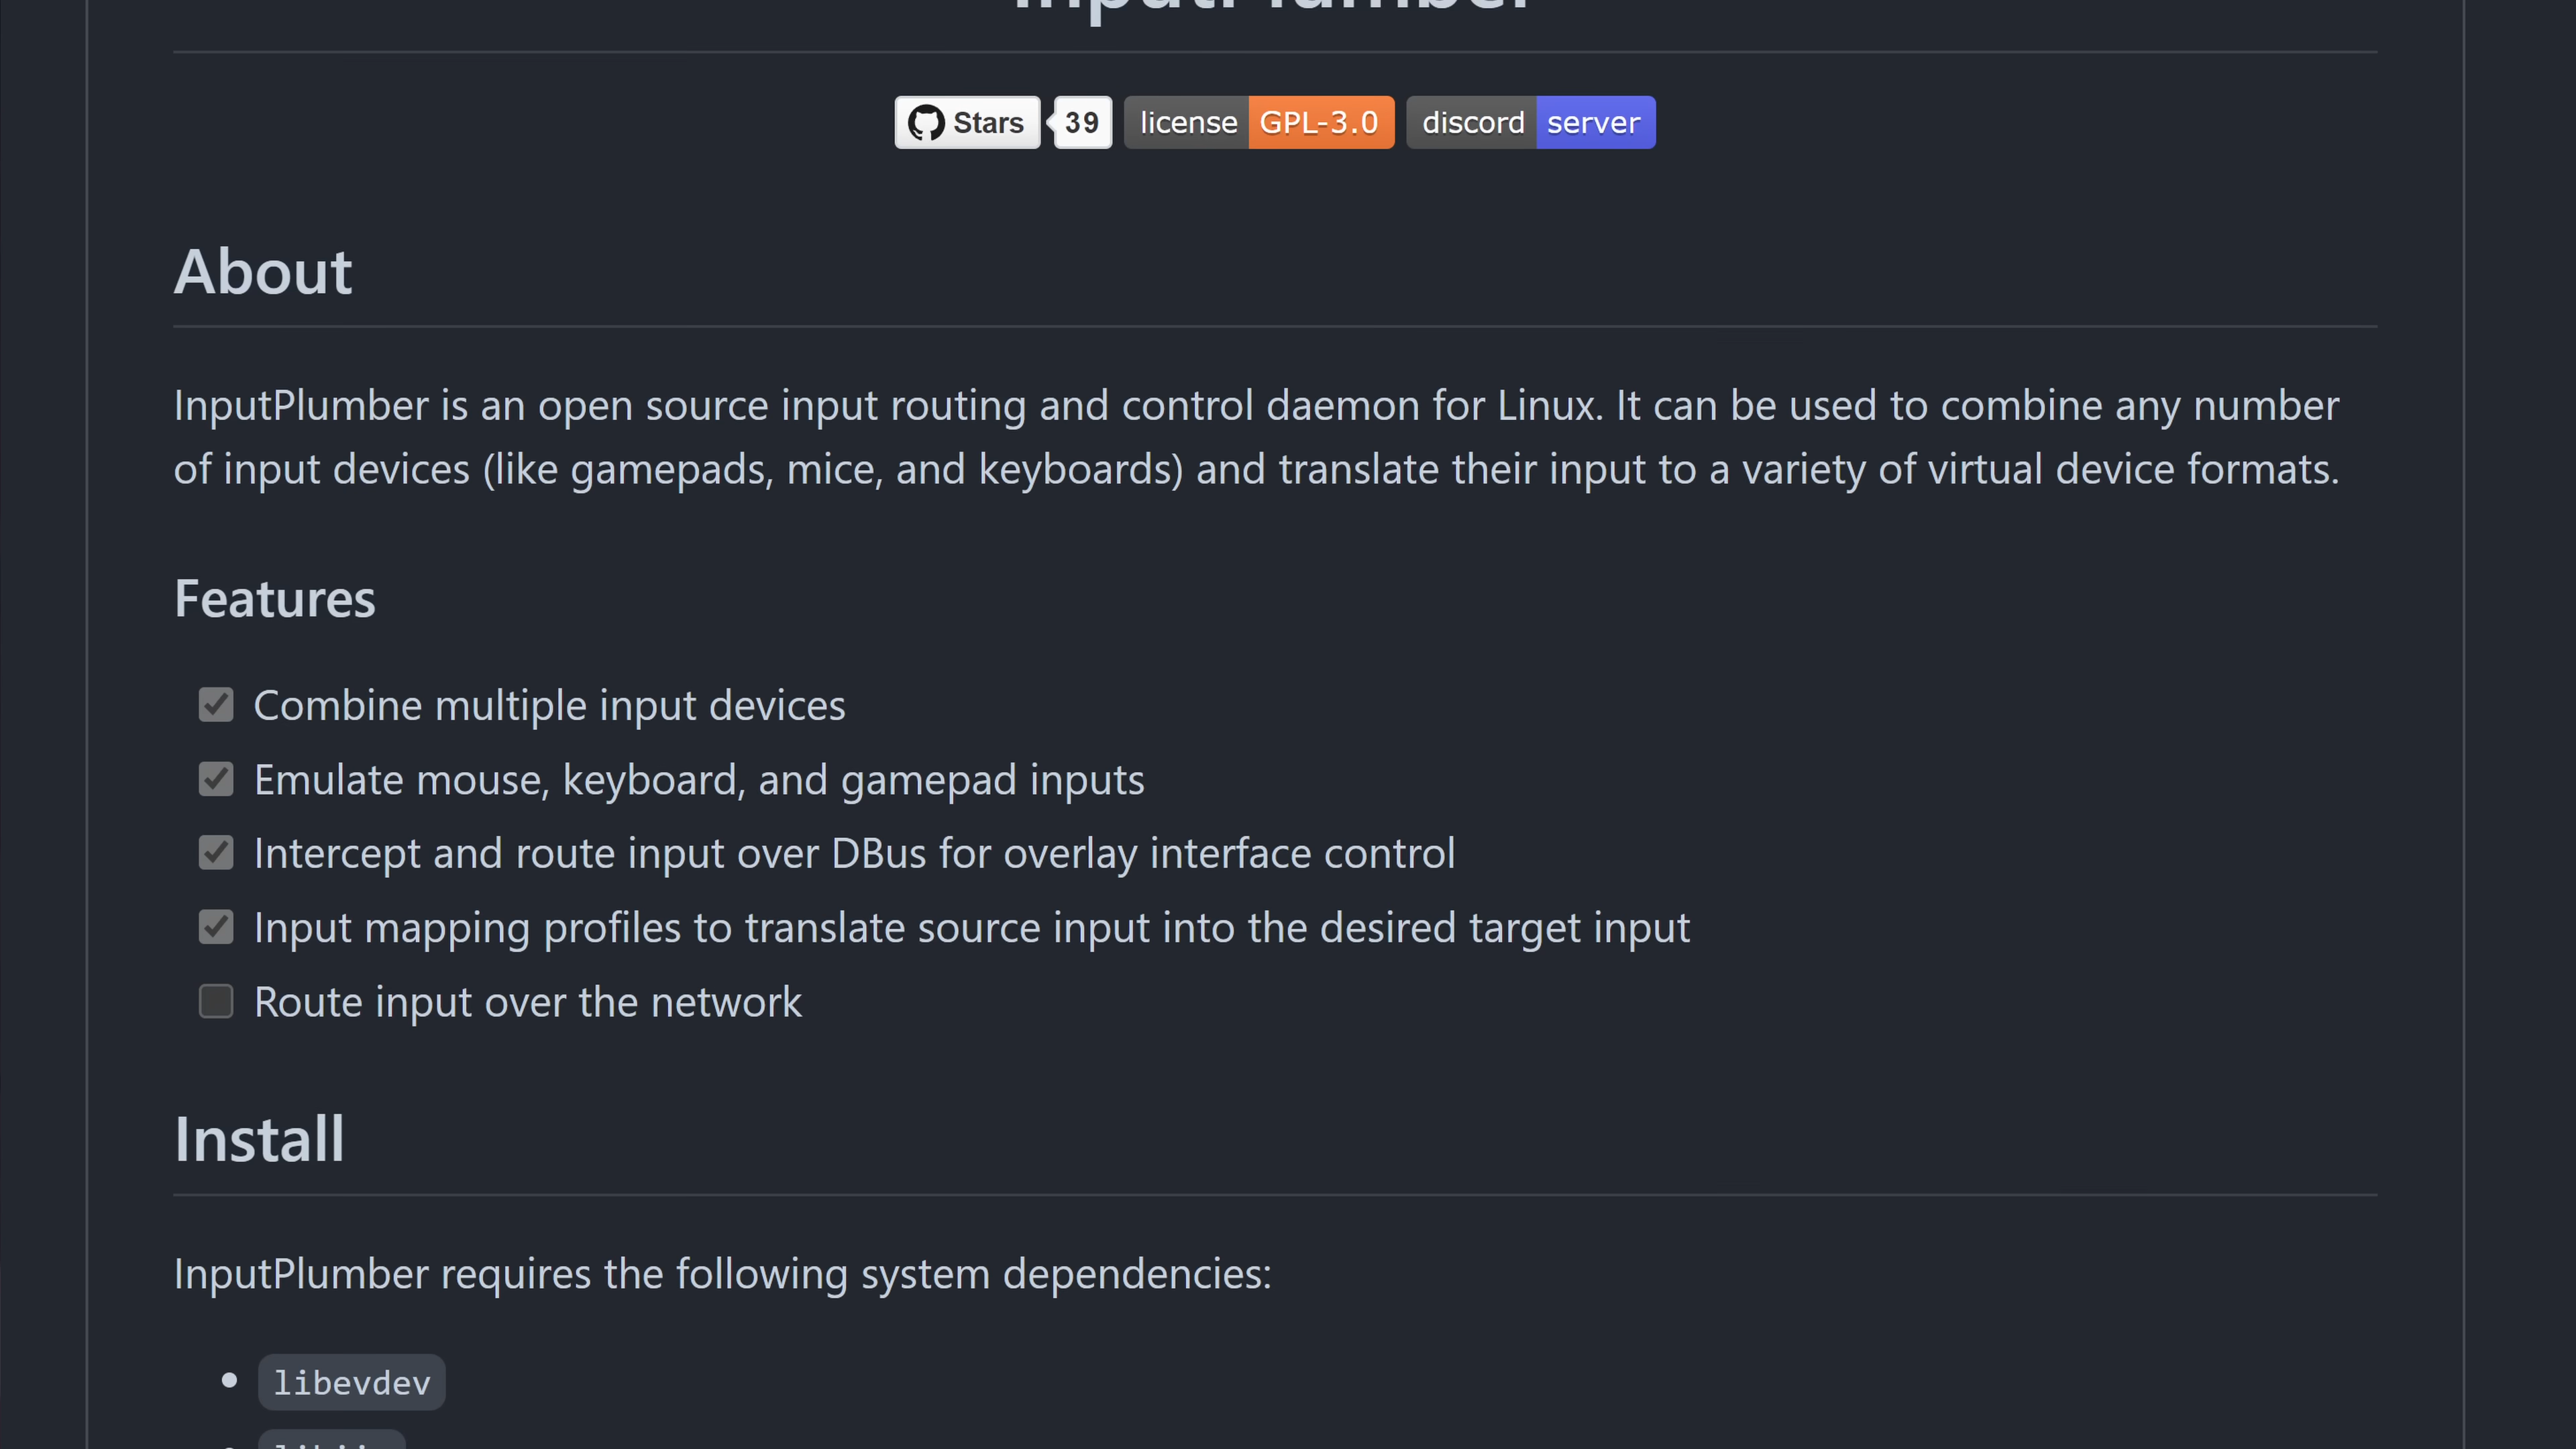 InputPlumber
Stars 39 license GPL-3.0 discord server
About
InputPlumber is an open source input routing and control daemon for Linux. It can be used to combine any number
of input devices (like gamepads, mice, and keyboards) and translate their input to a variety of virtual device formats.
Features
Combine multiple input devices
Emulate mouse, keyboard, and gamepad inputs
Intercept and route input over DBus for overlay interface control
Input mapping profiles to translate source input into the desired target input
Route input over the network
Install
InputPlumber requires the following system dependencies:
libevdev